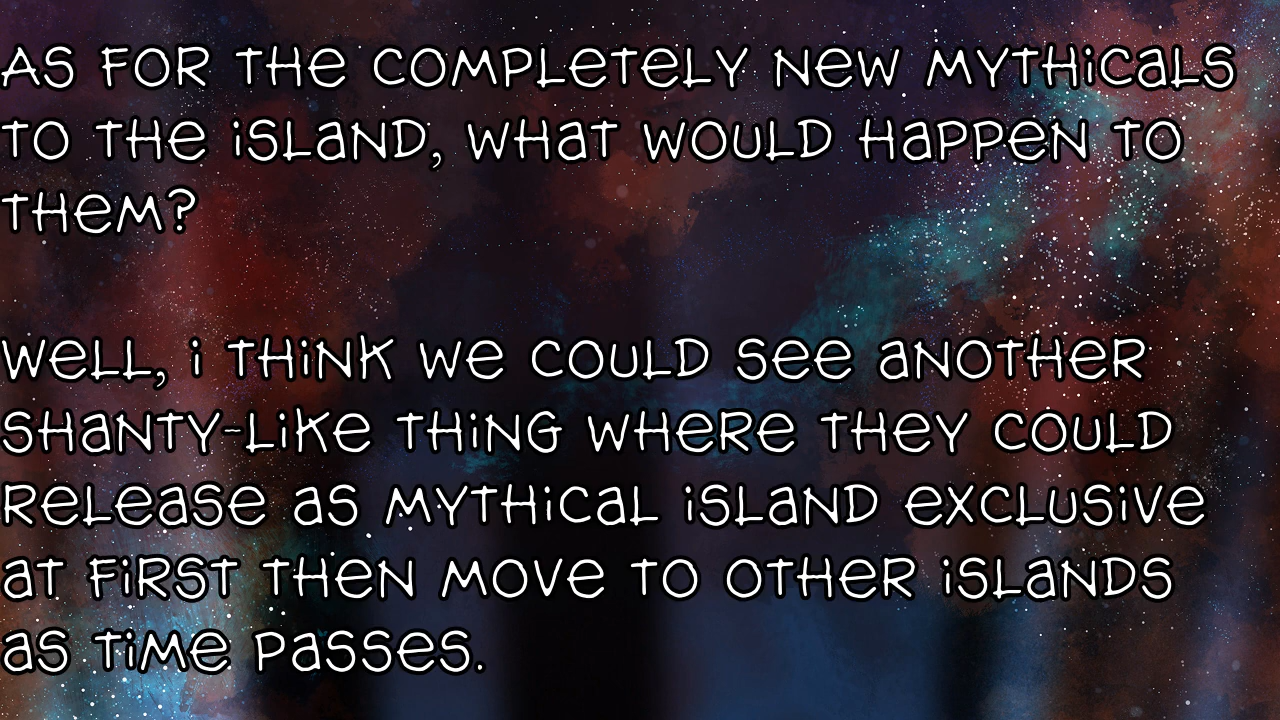 AS FOR THE COMPLETELY NEW MYTHICALS
TO THE ISLAND, WHAT WOULD HAPPEN TO
THEM?
WELL, I THINK WE COULD SEE ANOTHER
SHANTY-LIKE THING WHERE THEY COULD
RELEASE AS MYTHICAL ISLAND EXCLUSIVE
AT FIRST THEN MOVE TO OTHER ISLANDS
AS TIME PASSES.